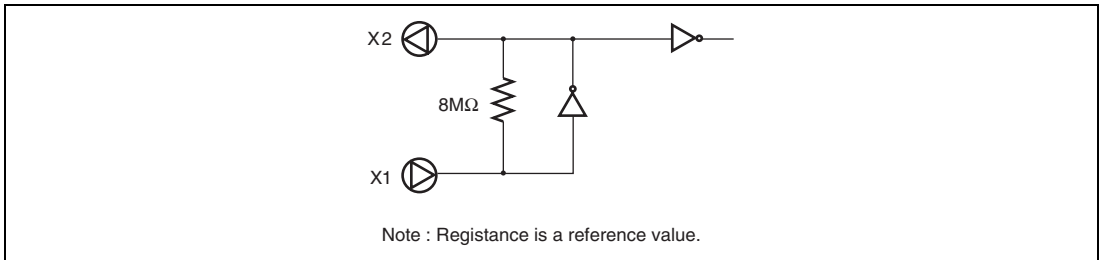 X2
8MΩ
X1
Note : Registance is a reference value.